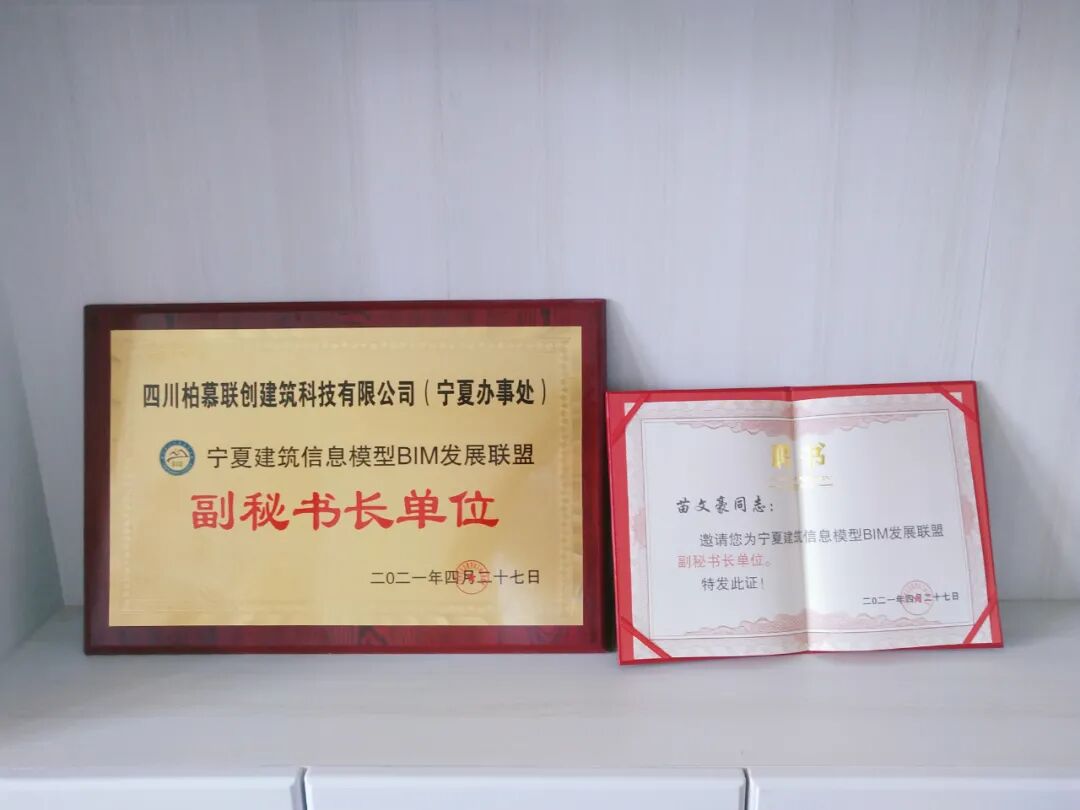 四川柏慕联创建筑科技有限公司（宁夏办事处）
宁夏建筑信息模型BIM发展联盟
副秘书长单位
二〇二一年四月二十七日
聘书
苗文豪同志：
邀请您为宁夏建筑信息模型BIM发展联盟
副秘书长单位。
特发此证！
二〇二一年四月二十七日